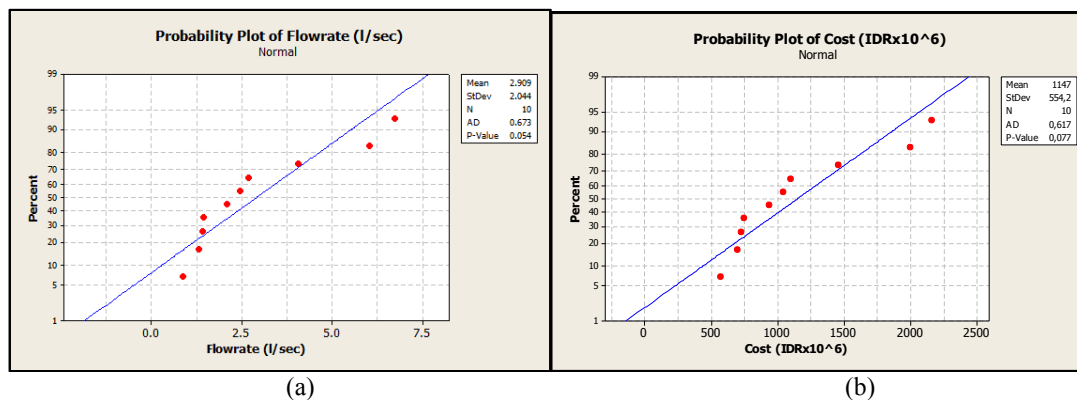 Probability Plot of Flowrate (l/sec)
Normal
99
95
90
80
70
60
50
40
30
20
10
5
1
Percent
0.0 2.5 5.0 7.5
Flowrate (l/sec)
Mean 2.909
StDev 2.044
N 10
AD 0.673
P-Value 0.054
(a)
Probability Plot of Cost (IDRx10^6)
Normal
99
95
90
80
70
60
50
40
30
20
10
5
1
Percent
0 500 1000 1500 2000 2500
Cost (IDRx10^6)
Mean 1147
StDev 554,2
N 10
AD 0,617
P-Value 0,077
(b)